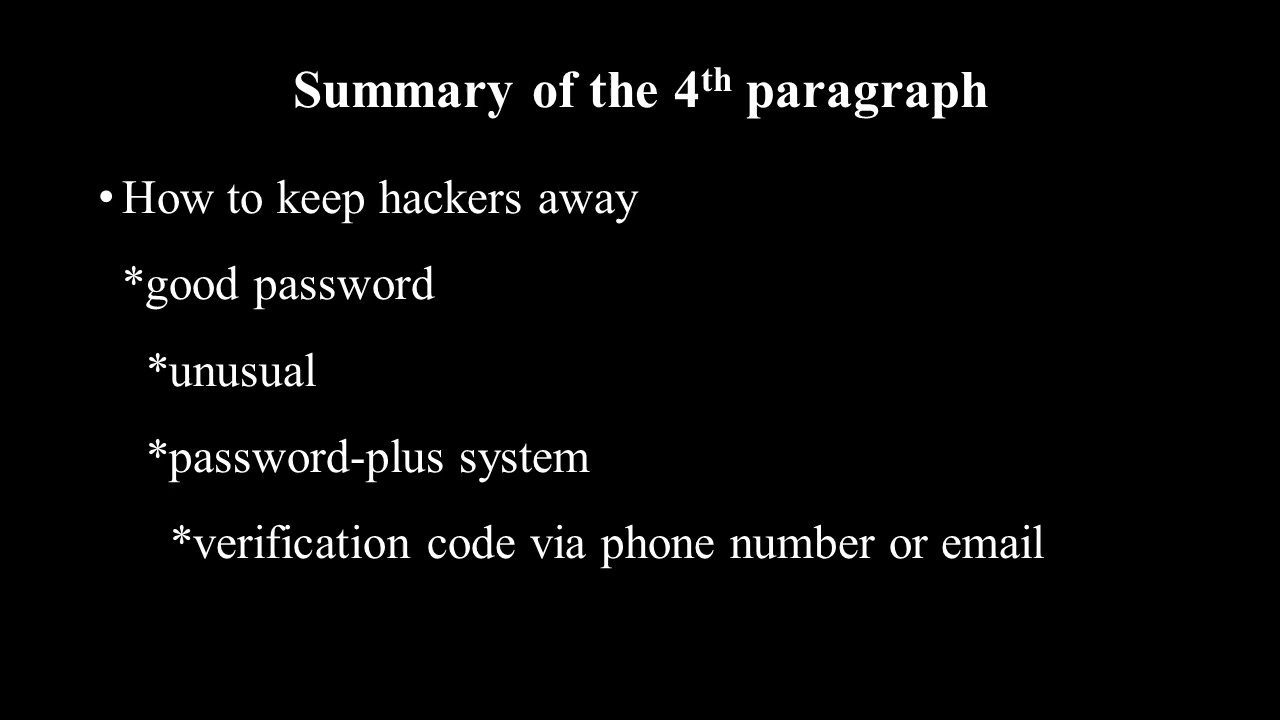 Summary of the 4th paragraph
• How to keep hackers away
*good password
*unusual
*password-plus system
*verification code via phone number or email